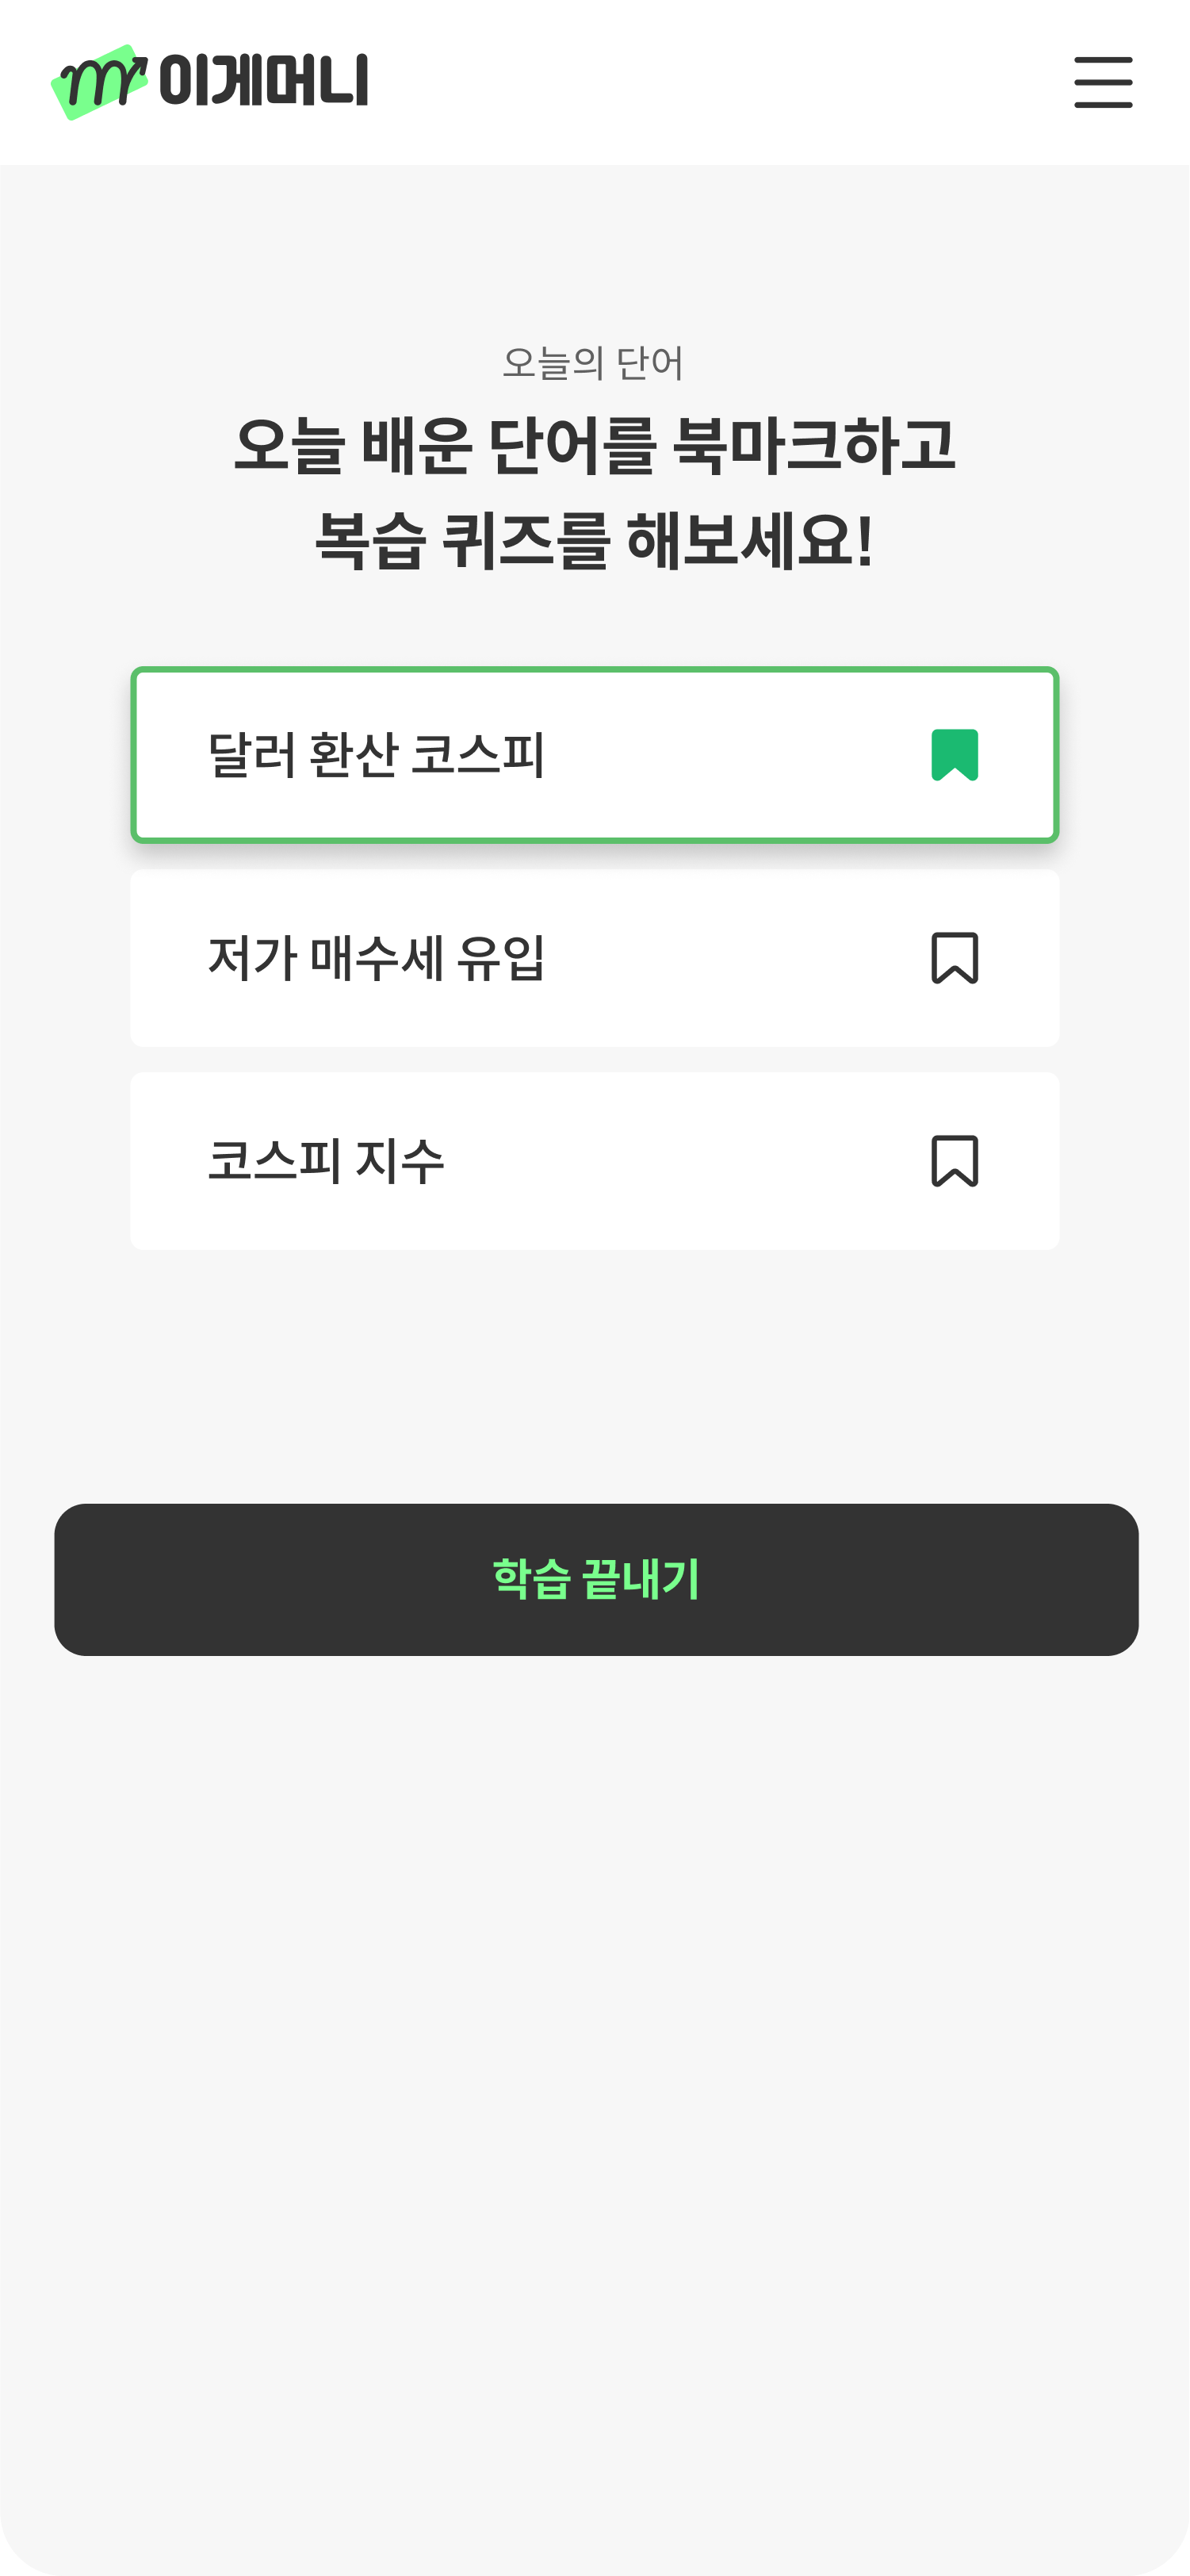 이게머니
오늘의 단어
오늘 배운 단어를 북마크하고
복습 퀴즈를 해보세요!
달러 환산 코스피
저가 매수세 유입
코스피 지수
학습 끝내기